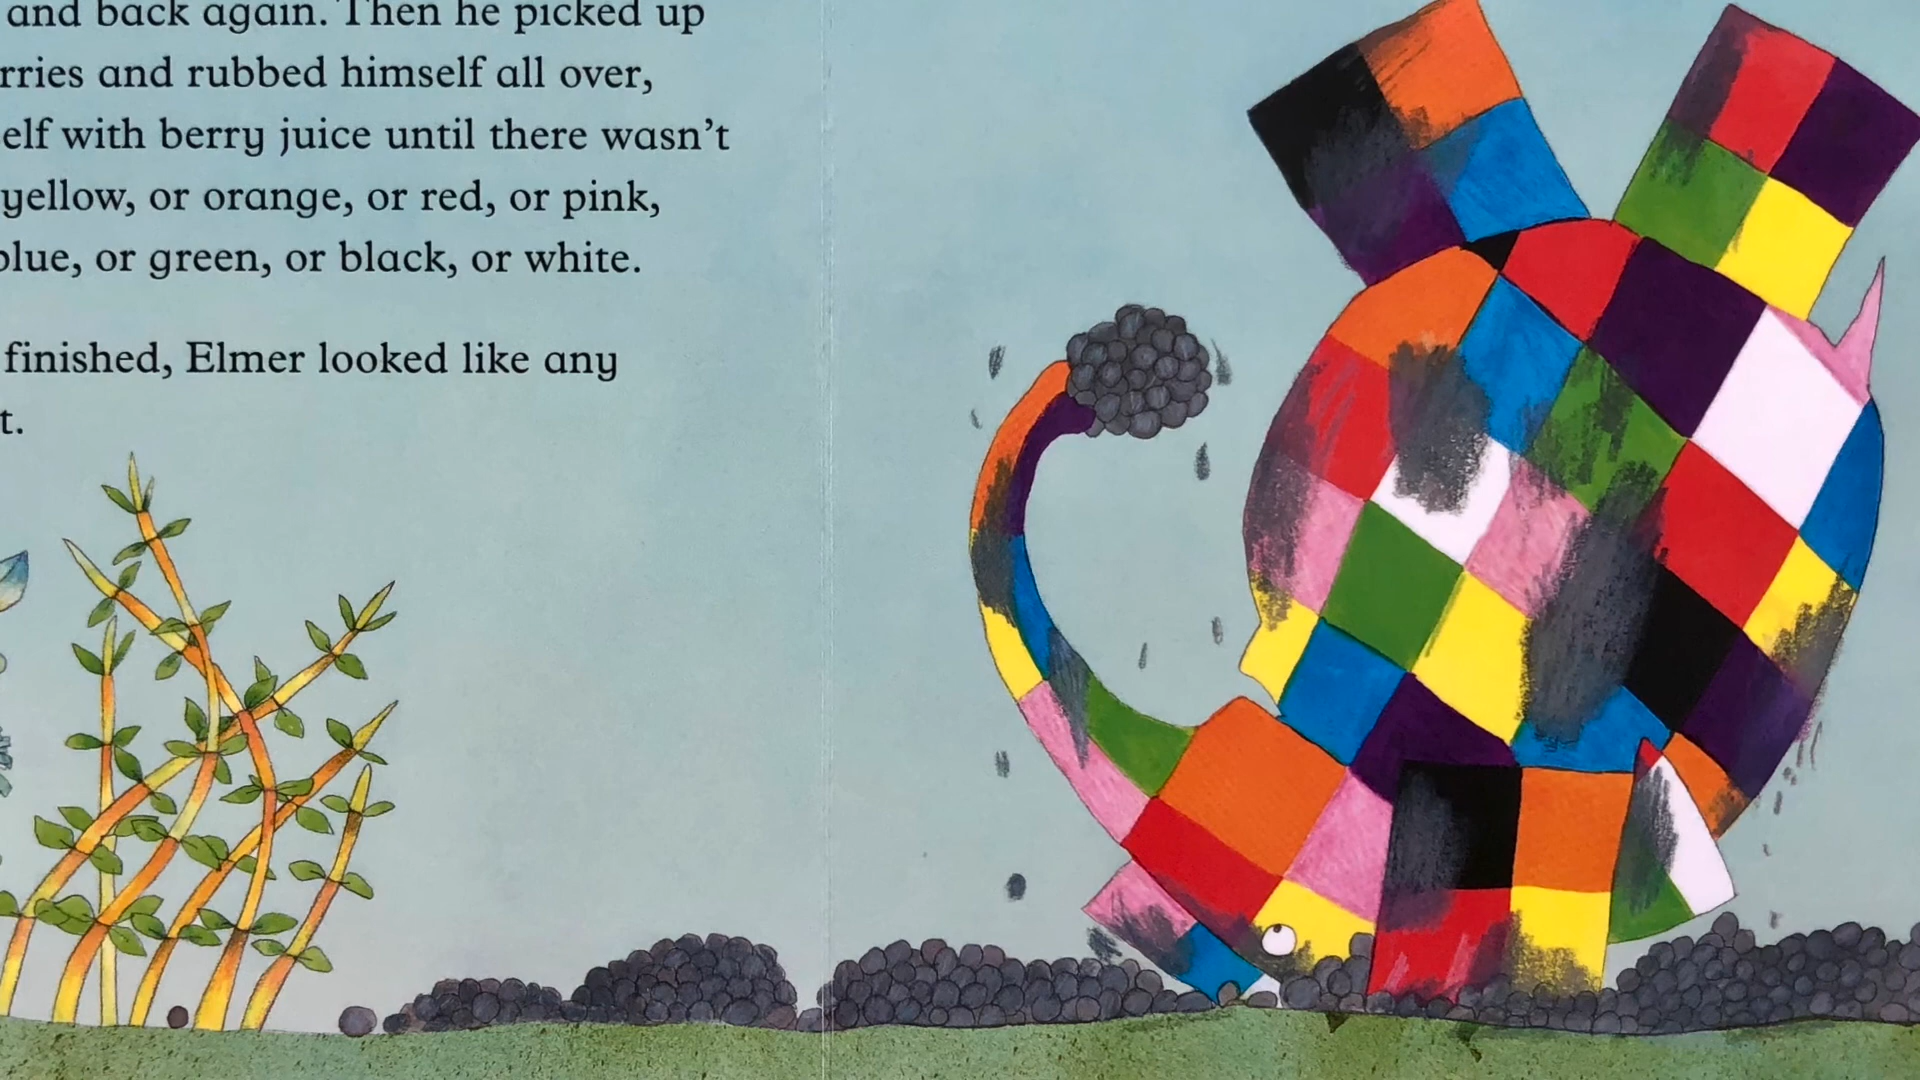 and back again. Then he picked up
rries and rubbed himself all over,
elf with berry juice until there wasn't
yellow, or orange, or red, or pink,
blue, or green, or black, or white.
finished, Elmer looked like any
t.